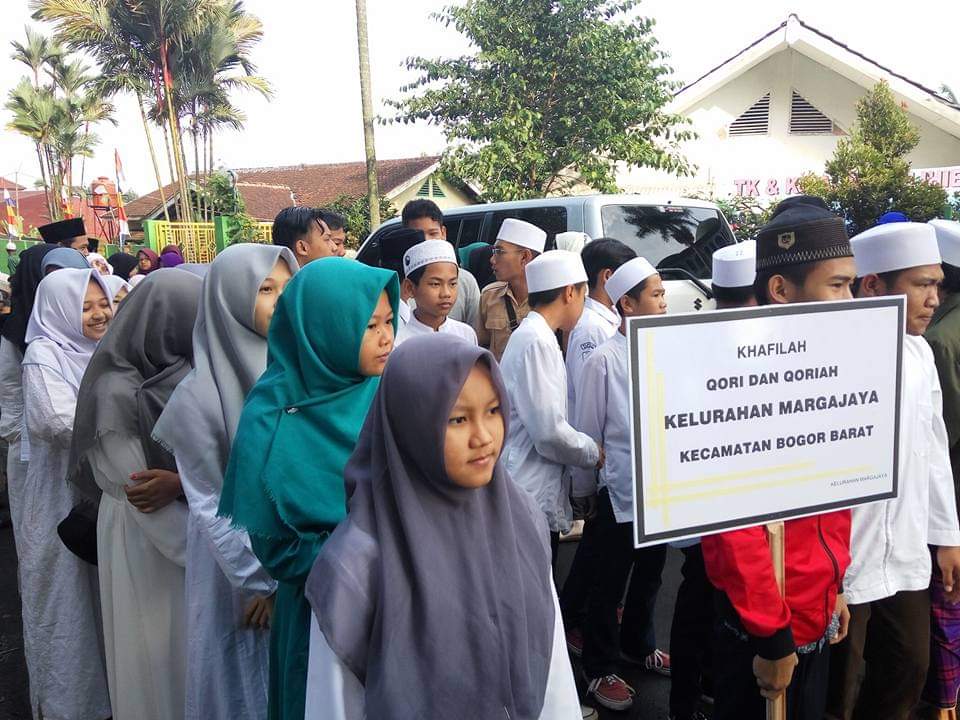 TK & K
KHAFILAH
QORI DAN QORIAH
KELURAHAN MARGAJAYA
KECAMATAN BOGOR BARAT
KELURAHAN MARGAJAYA